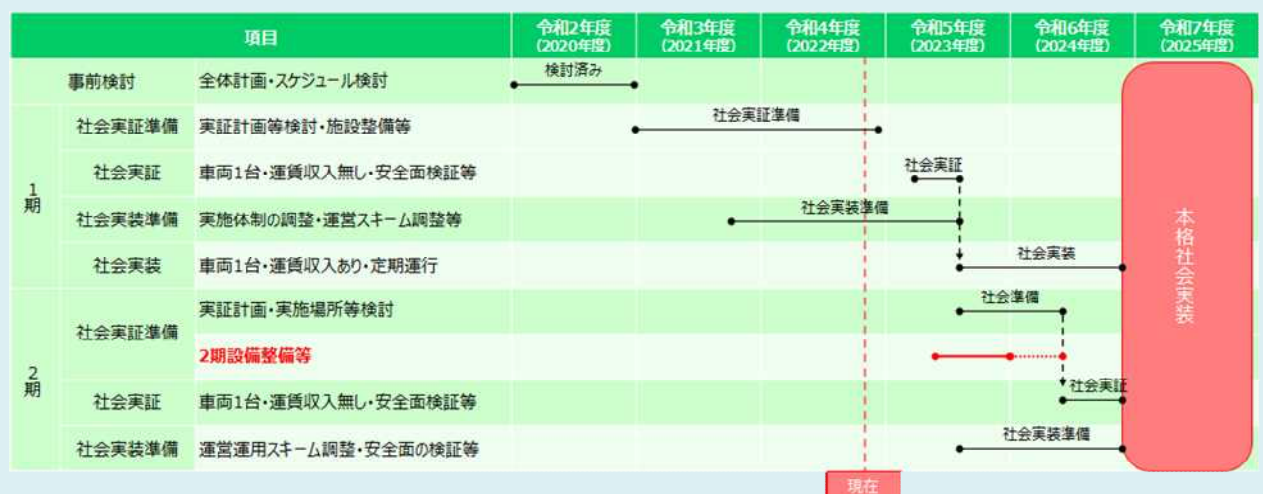 項目
令和2年度
(2020年度)
令和3年度
(2021年度)
令和4年度
(2022年度)
令和5年度
(2023年度)
令和6年度
(2024年度)
令和7年度
(2025年度)
事前検討 全体計画・スケジュール検討 検討済み
1期
社会実証準備 実証計画等検討・施設整備等 社会実証準備
社会実証 車両1台・運賃収入無し・安全面検証等 社会実証
社会実装準備 実施体制の調整・運営スキーム調整等 社会実装準備
社会実装 車両1台・運賃収入あり・定期運行 社会実装
2期
社会実証準備 実証計画・実施場所等検討 社会準備
2期設備整備等
社会実証 車両1台・運賃収入無し・安全面検証等 社会実証
社会実装準備 運営運用スキーム調整・安全面の検証等 社会実装準備
本格社会実装
現在